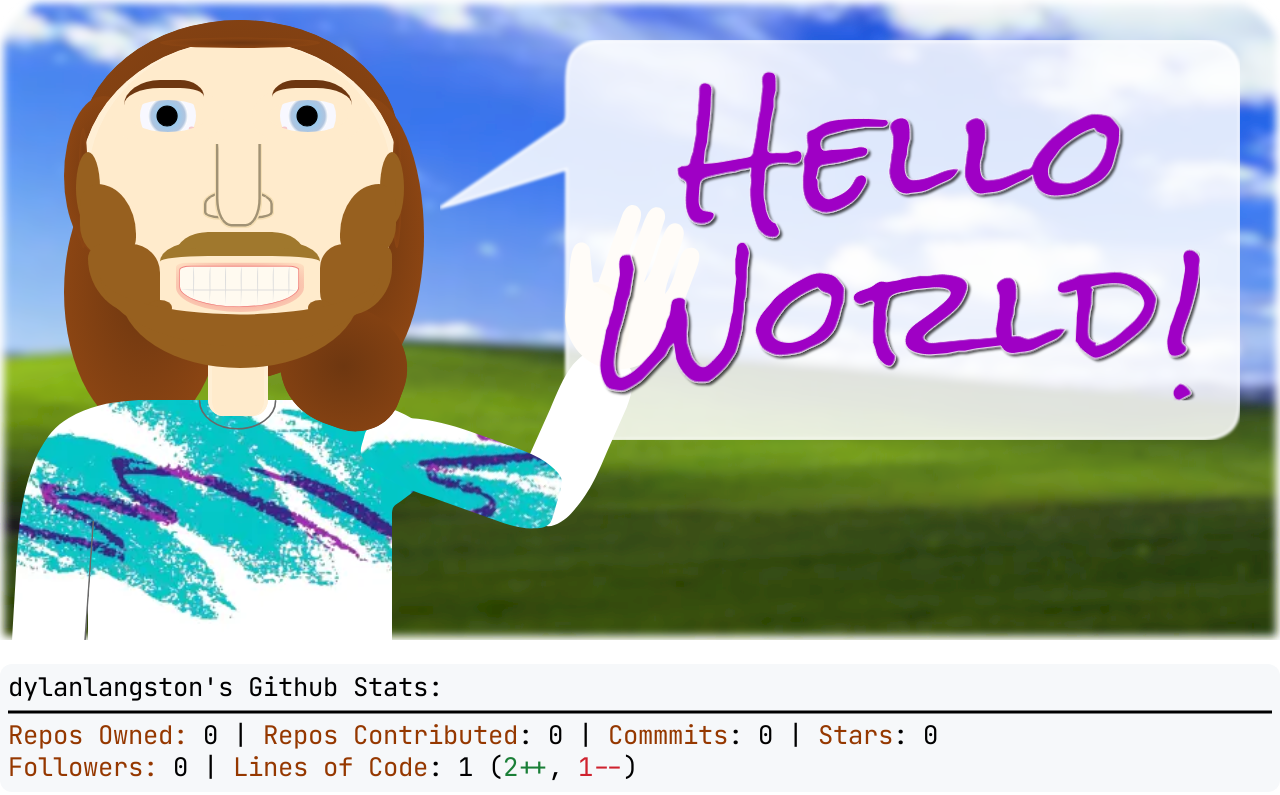 Hello
World!
dylanlangston's Github Stats:
Repos Owned: 0 | Repos Contributed: 0 | Commmits: 0 | Stars: 0
Followers: 0 | Lines of Code: 1 (2++, 1--)